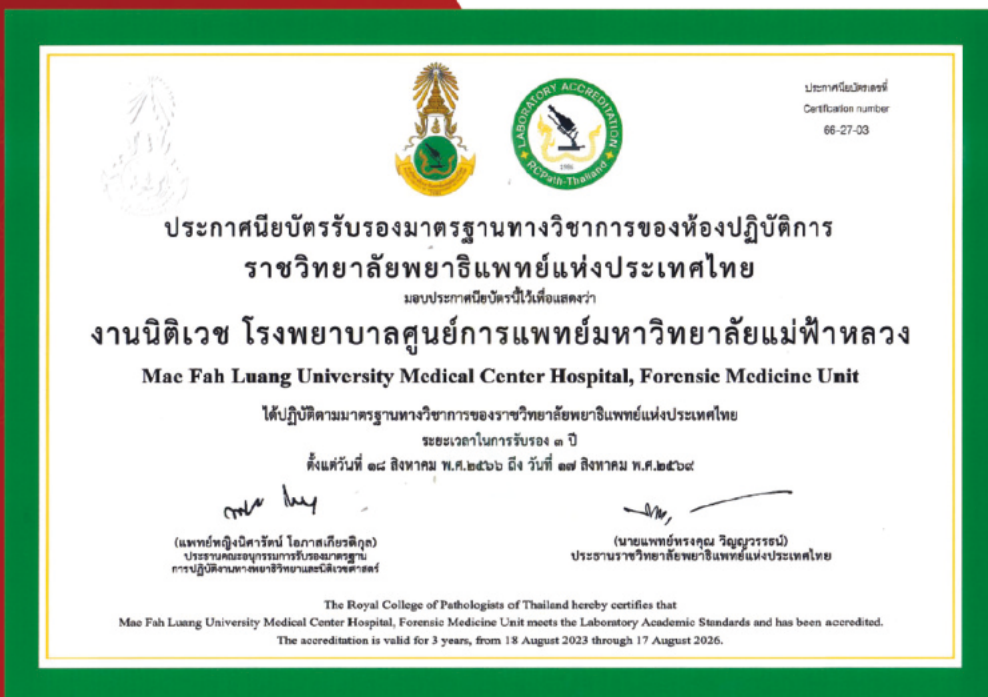 ประกาศนียบัตรเลขที่
Certification number
66-27-03
LABORATORY ACCREDITATION
1986
RCPath-Thailand
ประกาศนียบัตรรับรองมาตรฐานทางวิชาการของห้องปฏิบัติการ
ราชวิทยาลัยพยาธิแพทย์แห่งประเทศไทย
มอบประกาศนียบัตรนี้ไว้เพื่อแสดงว่า
งานนิติเวช โรงพยาบาลศูนย์การแพทย์มหาวิทยาลัยแม่ฟ้าหลวง
Mae Fah Luang University Medical Center Hospital, Forensic Medicine Unit
ได้ปฏิบัติตามมาตรฐานทางวิชาการของราชวิทยาลัยพยาธิแพทย์แห่งประเทศไทย
ระยะเวลาในการรับรอง ๓ ปี
ตั้งแต่วันที่ ๑๘ สิงหาคม พ.ศ.๒๕๖๖ ถึง วันที่ ๑๗ สิงหาคม พ.ศ.๒๕๖๙
(แพทย์หญิงนิศารัตน์ โอภาสเกียรติกุล)
ประธานคณะอนุกรรมการรับรองมาตรฐาน
การปฏิบัติงานทางพยาธิวิทยาและนิติเวชศาสตร์
(นายแพทย์ทรงคุณ วิญญูวรรธน์)
ประธานราชวิทยาลัยพยาธิแพทย์แห่งประเทศไทย
The Royal College of Pathologists of Thailand hereby certifies that
Mae Fah Luang University Medical Center Hospital, Forensic Medicine Unit meets the Laboratory Academic Standards and has been accredited.
The accreditation is valid for 3 years, from 18 August 2023 through 17 August 2026.